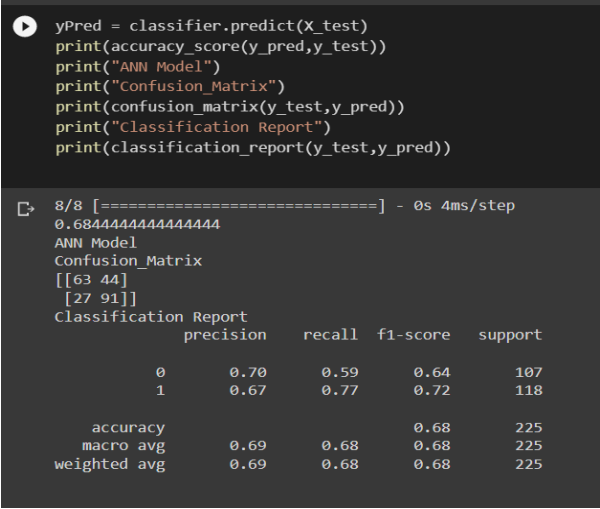 yPred = classifier.predict(X_test)
print(accuracy_score(y_pred,y_test))
print("ANN Model")
print("Confusion_Matrix")
print(confusion_matrix(y_test,y_pred))
print("Classification Report")
print(classification_report(y_test,y_pred))
8/8 [==============================] - 0s 4ms/step
0.6844444444444444
ANN Model
Confusion_Matrix
[[63 44]
 [27 91]]
Classification Report
              precision    recall  f1-score   support

           0       0.70      0.59      0.64       107
           1       0.67      0.77      0.72       118

    accuracy                           0.68       225
   macro avg       0.69      0.68      0.68       225
weighted avg       0.69      0.68      0.68       225